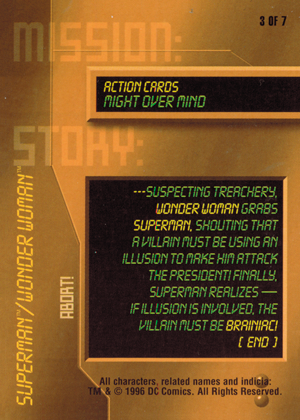 3 OF 7
MISSION:
ACTION CARDS
MIGHT OVER MIND
STORY:
---SUSPECTING TREACHERY,
WONDER WOMAN GRABS
SUPERMAN, SHOUTING THAT
A VILLAIN MUST BE USING AN
ILLUSION TO MAKE HIM ATTACK
THE PRESIDENT! FINALLY,
SUPERMAN REALIZES —
IF ILLUSION IS INVOLVED, THE
VILLAIN MUST BE BRAINIAC!
( END )
SUPERMAN™/WONDER WOMAN™
ABORT!
All characters, related names and indicia:
TM & © 1996 DC Comics. All Rights Reserved.